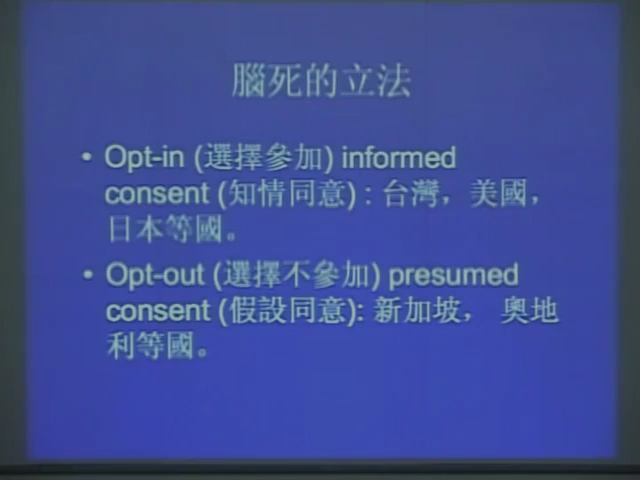 腦死的立法
• Opt-in (選擇參加) informed
consent (知情同意) : 台灣，美國，
日本等國。
• Opt-out (選擇不參加) presumed
consent (假設同意): 新加坡， 奧地
利等國。